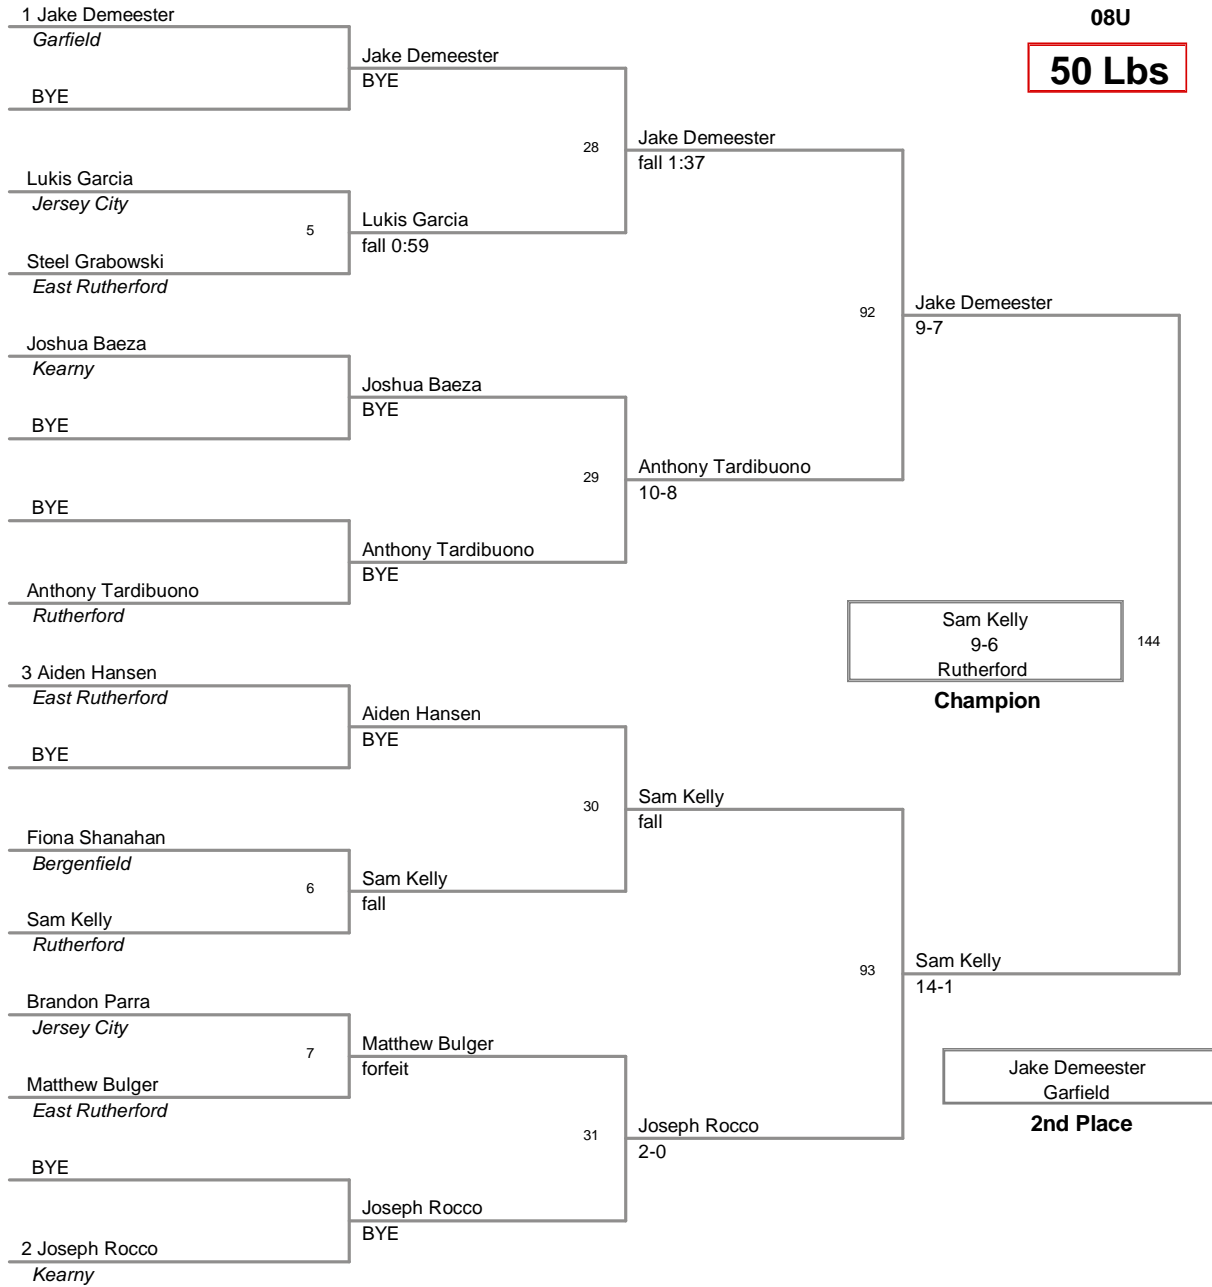 08U
50 Lbs
1 Jake Demeester
Garfield
BYE
Lukis Garcia
Jersey City
5
Steel Grabowski
East Rutherford
Joshua Baeza
Kearny
BYE
BYE
Anthony Tardibuono
Rutherford
3 Aiden Hansen
East Rutherford
BYE
Fiona Shanahan
Bergenfield
6
Sam Kelly
Rutherford
Brandon Parra
Jersey City
7
Matthew Bulger
East Rutherford
BYE
2 Joseph Rocco
Kearny
Jake Demeester
BYE
28
Lukis Garcia
fall 0:59
Joshua Baeza
BYE
29
Anthony Tardibuono
BYE
Aiden Hansen
BYE
30
Sam Kelly
fall
Matthew Bulger
forfeit
31
Joseph Rocco
BYE
Jake Demeester
fall 1:37
92
Anthony Tardibuono
10-8
Sam Kelly
fall
93
Joseph Rocco
2-0
Jake Demeester
9-7
144
Sam Kelly
14-1
Sam Kelly
9-6
Rutherford
Champion
Jake Demeester
Garfield
2nd Place